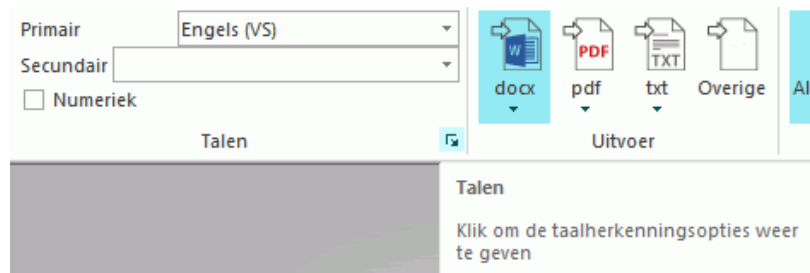 Primair Engels (VS)
Secundair
Numeriek
Talen
W
PDF
TXT
docx pdf txt Overige
Uitvoer
Talen
Klik om de taalherkenningsopties weer
te geven